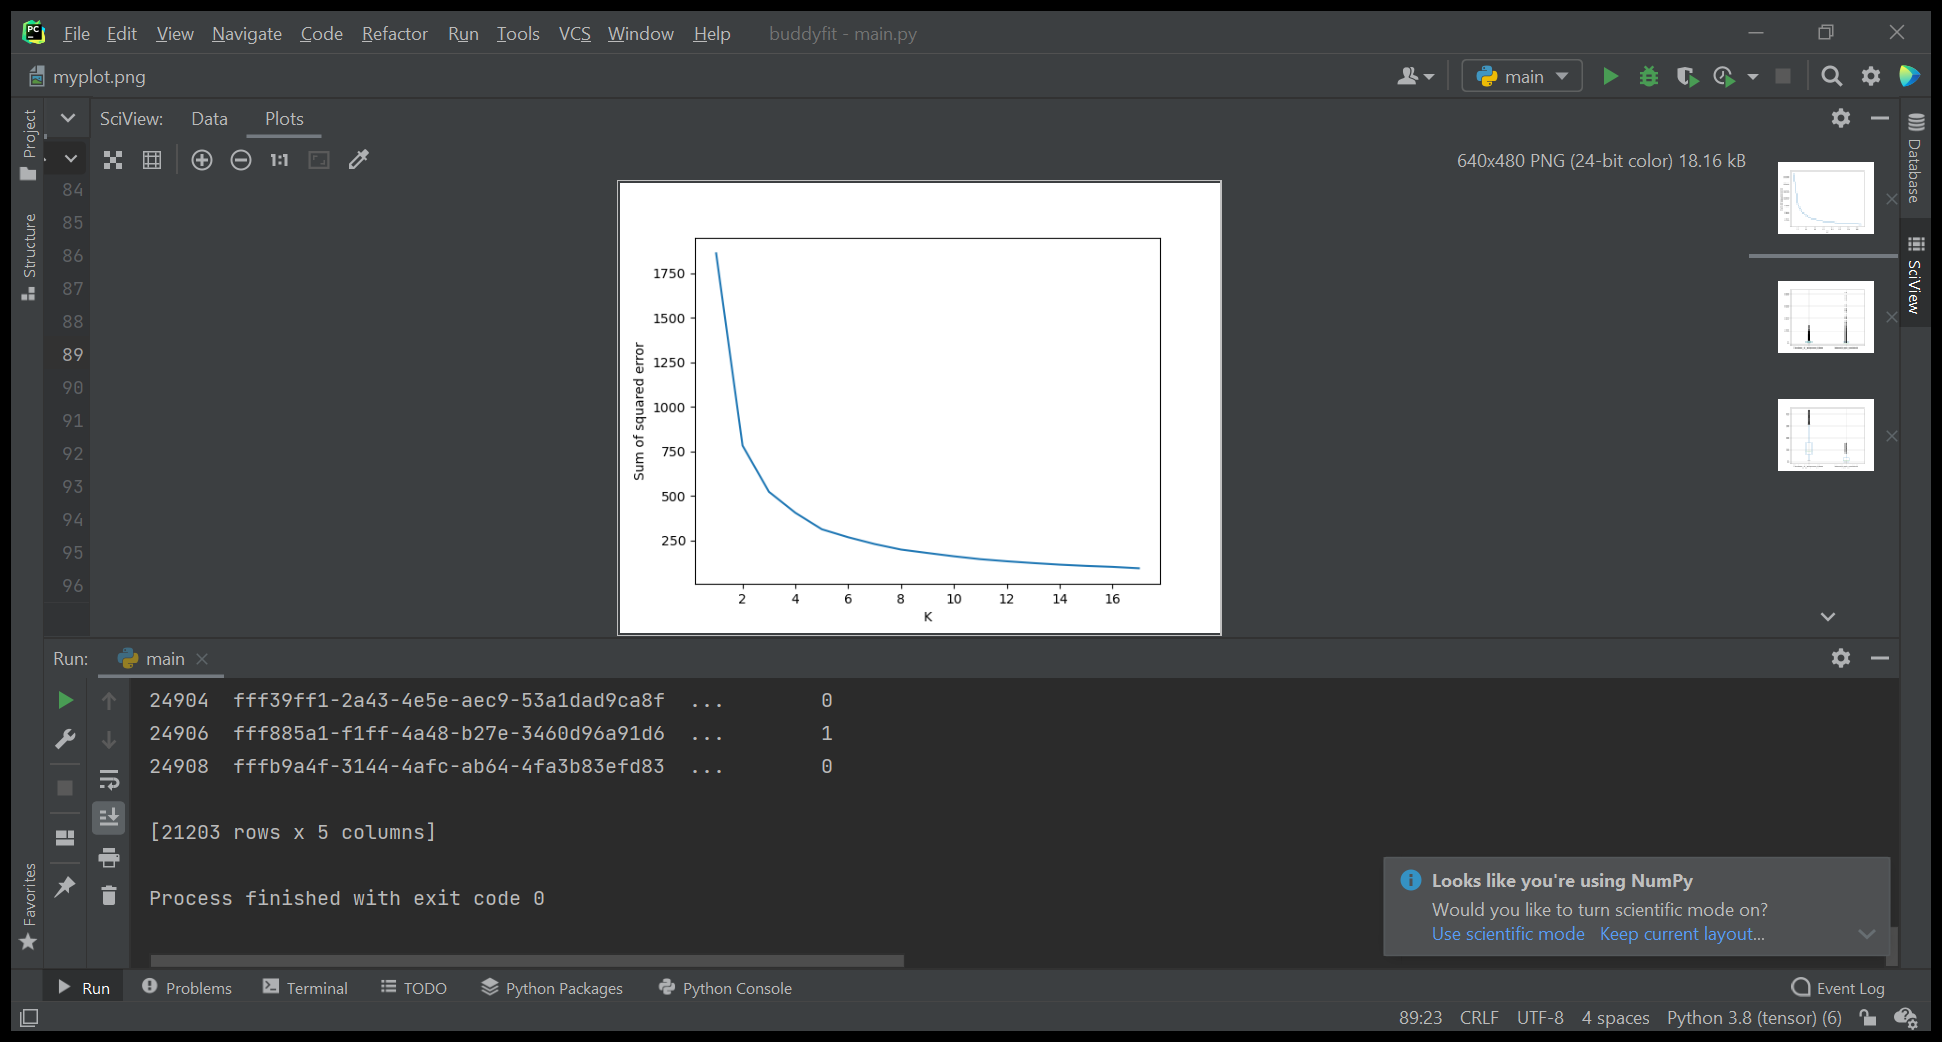 File Edit View Navigate Code Refactor Run Tools VCS Window Help buddyfit - main.py
myplot.png
main
Project
Structure
Favorites
SciView: Data Plots
640x480 PNG (24-bit color) 18.16 kB
Database
SciView
1:1
84
85
86
87
88
89
90
91
92
93
94
95
96
Sum of squared error
1750
1500
1250
1000
750
500
250
2 4 6 8 10 12 14 16
K
Run: main
24904 fff39ff1-2a43-4e5e-aec9-53a1dad9ca8f ... 0
24906 fff885a1-f1ff-4a48-b27e-3460d96a91d6 ... 1
24908 fffb9a4f-3144-4afc-ab64-4fa3b83efd83 ... 0
[21203 rows x 5 columns]
Process finished with exit code 0
Looks like you're using NumPy
Would you like to turn scientific mode on?
Use scientific mode Keep current layout...
Run Problems Terminal TODO Python Packages Python Console Event Log
89:23 CRLF UTF-8 4 spaces Python 3.8 (tensor) (6)